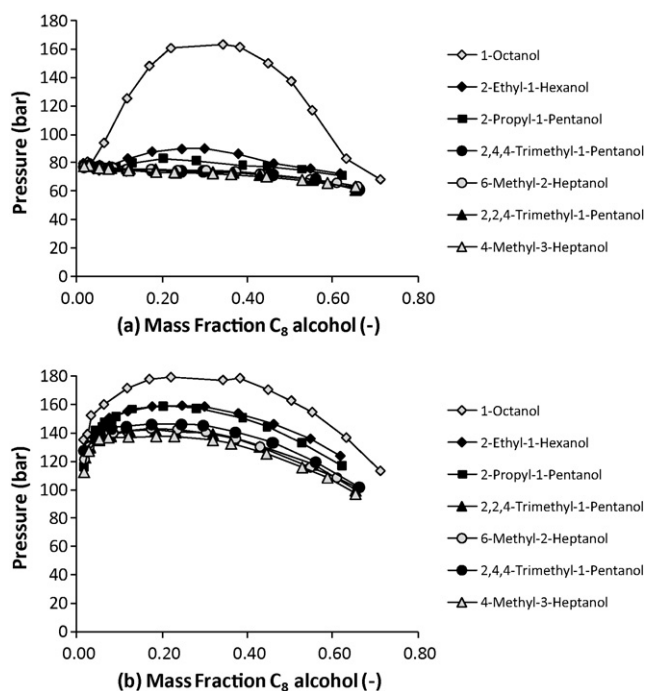 180
160
140
120
100
80
60
40
20
0
Pressure (bar)
0.00 0.20 0.40 0.60 0.80
(a) Mass Fraction C₈ alcohol (-)
1-Octanol
2-Ethyl-1-Hexanol
2-Propyl-1-Pentanol
2,4,4-Trimethyl-1-Pentanol
6-Methyl-2-Heptanol
2,2,4-Trimethyl-1-Pentanol
4-Methyl-3-Heptanol
180
160
140
120
100
80
60
40
20
0
Pressure (bar)
0.00 0.20 0.40 0.60 0.80
(b) Mass Fraction C₈ alcohol (-)
1-Octanol
2-Ethyl-1-Hexanol
2-Propyl-1-Pentanol
2,2,4-Trimethyl-1-Pentanol
6-Methyl-2-Heptanol
2,4,4-Trimethyl-1-Pentanol
4-Methyl-3-Heptanol